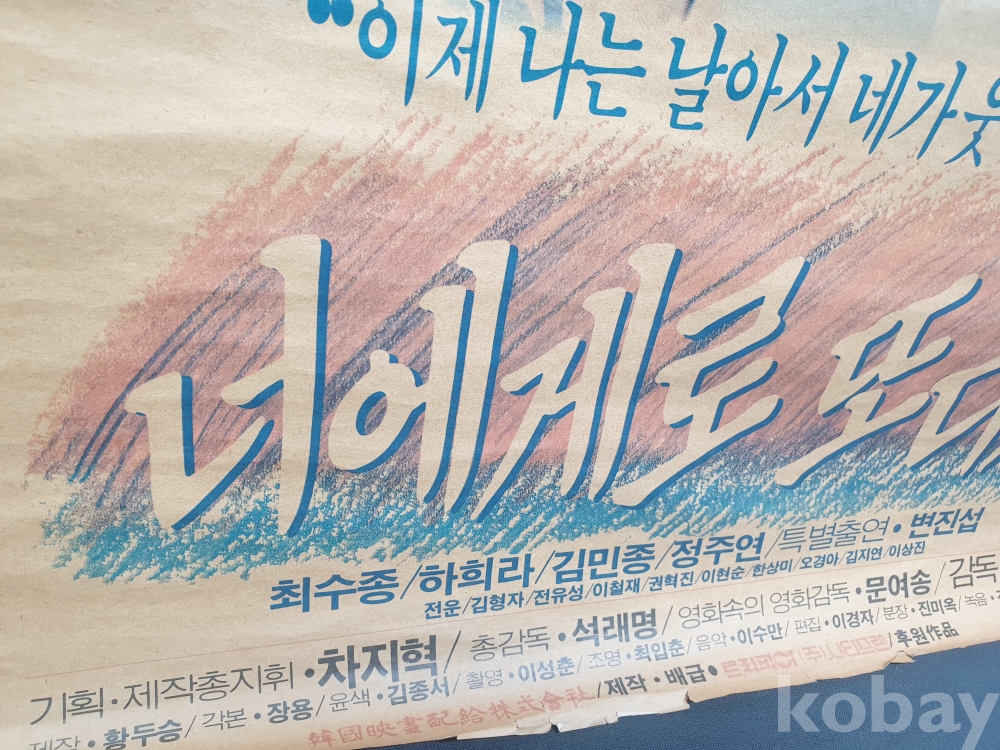 "이제 나는 날아서 네가
너에게로 또
최수종/하희라/김민종/정주연/특별출연·변진섭
전운/김형자/전유성/이철재/권혁진/이현순/한상미/오경아/김지연/이상진
기획·제작총지휘·차지혁/총감독·석래명/영화속의 영화감독·문여송/감독
제작·황두승/각본·장용/윤색·김종서/촬영·이성춘/조명·최입춘/음악·이수만/편집·이경자/분장·진미옥/녹음·
韓國映畫配給株式會社/제작·배급● /후원作品
kobay